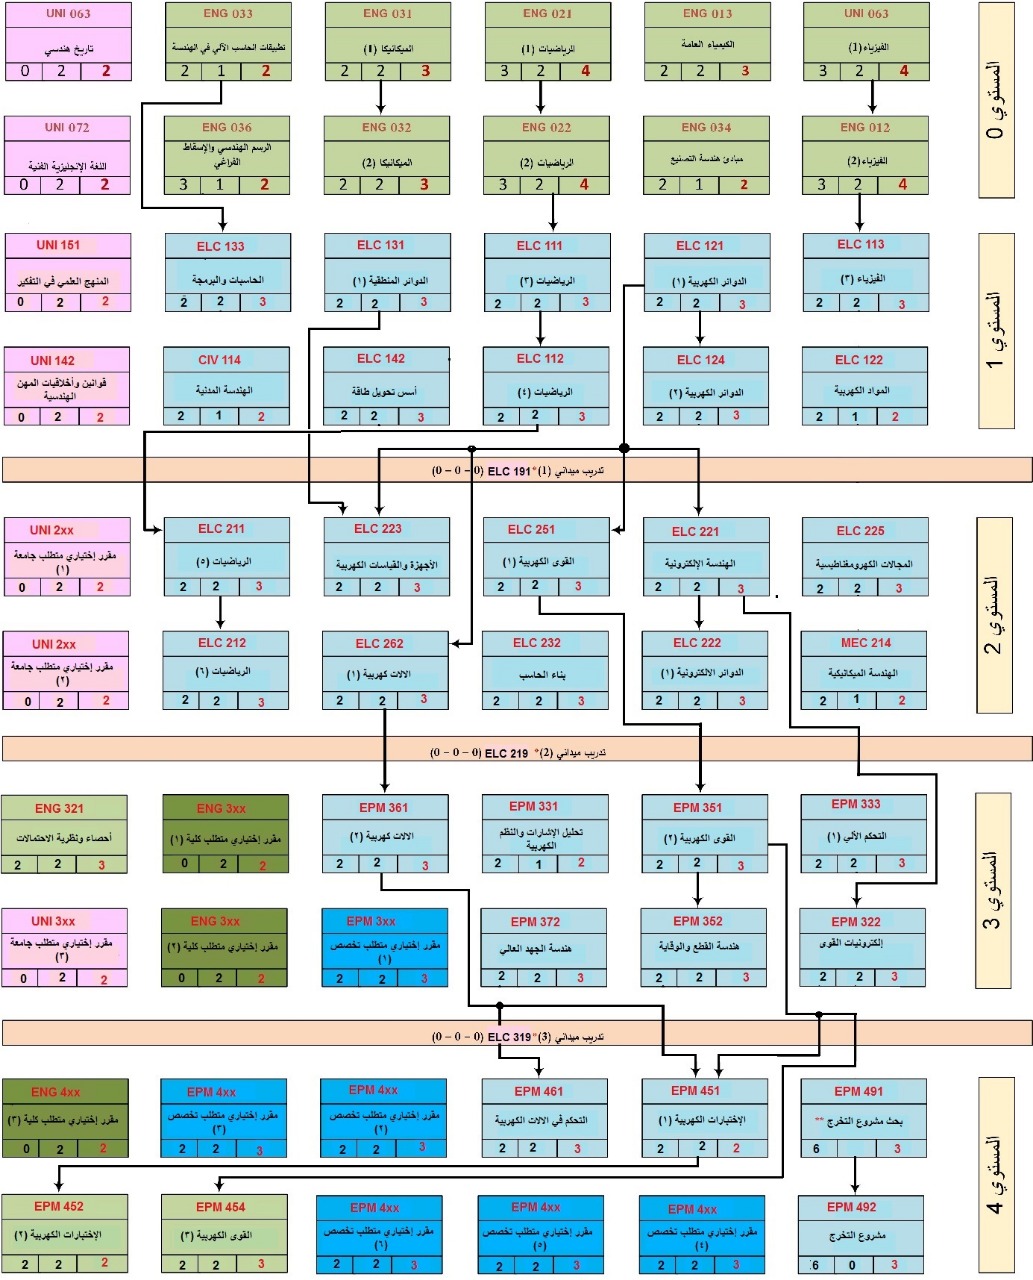 UNI 063
تاريخ هندسي
0 2 2
ENG 033
تطبيقات الحاسب الآلي في الهندسة
2 1 2
ENG 031
الميكانيكا (1)
2 2 3
ENG 021
الرياضيات (1)
3 2 4
ENG 013
الكيمياء العامة
2 2 3
UNI 063
الفيزياء (1)
3 2 4
المستوي 0
UNI 072
اللغة الإنجليزية الفنية
0 2 2
ENG 036
الرسم الهندسي والإسقاط
الفراغي
3 1 2
ENG 032
الميكانيكا (2)
2 2 3
ENG 022
الرياضيات (2)
3 2 4
ENG 034
مبادئ هندسة التصنيع
2 1 2
ENG 012
الفيزياء (2)
3 2 4
UNI 151
المنهج العلمي في التفكير
0 2 2
ELC 133
الحاسبات والبرمجة
2 2 3
ELC 131
الدوائر المنطقية (١)
2 2 3
ELC 111
الرياضيات (٣)
2 2 3
ELC 121
الدوائر الكهربية (١)
2 2 3
ELC 113
الفيزياء (٣)
2 2 3
المستوي 1
UNI 142
قوانين وأخلاقيات المهن
الهندسية
0 2 2
CIV 114
الهندسة المدنية
2 1 2
ELC 142
أسس تحويل طاقة
2 2 3
ELC 112
الرياضيات (٤)
2 2 3
ELC 124
الدوائر الكهربية (٢)
2 2 3
ELC 122
المواد الكهربية
2 1 2
تدريب ميداني (1)* ELC 191 (0 – 0 – 0)
UNI 2xx
مقرر إختياري متطلب جامعة
(١)
0 2 2
ELC 211
الرياضيات (٥)
2 2 3
ELC 223
الأجهزة والقياسات الكهربية
2 2 3
ELC 251
القوى الكهربية (١)
2 2 3
ELC 221
الهندسة الإلكترونية
2 2 3
ELC 225
المجالات الكهرومغناطيسية
2 2 3
المستوي 2
UNI 2xx
مقرر إختياري متطلب جامعة
(٢)
0 2 2
ELC 212
الرياضيات (٦)
2 2 3
ELC 262
الالات كهربية (١)
2 2 3
ELC 232
بناء الحاسب
2 2 3
ELC 222
الدوائر الالكترونية (١)
2 2 3
MEC 214
الهندسة الميكانيكية
2 1 2
تدريب ميداني (2)* ELC 219 (0 – 0 – 0)
ENG 321
أحصاء ونظرية الاحتمالات
2 2 3
ENG 3xx
مقرر إختياري متطلب كلية (١)
0 2 2
EPM 361
الالات كهربية (٢)
2 2 3
EPM 331
تحليل الإشارات والنظم
الكهربية
2 1 2
EPM 351
القوى الكهربية (٢)
2 2 3
EPM 333
التحكم الآلي (١)
2 2 3
المستوي 3
UNI 3xx
مقرر إختياري متطلب جامعة
(٣)
0 2 2
ENG 3xx
مقرر إختياري متطلب كلية (٢)
0 2 2
EPM 3xx
مقرر إختياري متطلب تخصص
(١)
2 2 3
EPM 372
هندسة الجهد العالي
2 2 3
EPM 352
هندسة القطع والوقاية
2 2 3
EPM 322
إلكترونيات القوى
2 2 3
تدريب ميداني (3)* ELC 319 (0 – 0 – 0)
ENG 4xx
مقرر إختياري متطلب كلية (٣)
0 2 2
EPM 4xx
مقرر إختياري متطلب تخصص
(٣)
2 2 3
EPM 4xx
مقرر إختياري متطلب تخصص
(٢)
2 2 3
EPM 461
التحكم في الالات الكهربية
2 2 3
EPM 451
الإختبارات الكهربية (١)
2 2 2
EPM 491
بحث مشروع التخرج **
6 3
المستوي 4
EPM 452
الإختبارات الكهربية (٢)
2 2 2
EPM 454
القوى الكهربية (٣)
2 2 3
EPM 4xx
مقرر إختياري متطلب تخصص
(٦)
2 2 3
EPM 4xx
مقرر إختياري متطلب تخصص
(٥)
2 2 3
EPM 4xx
مقرر إختياري متطلب تخصص
(٤)
2 2 3
EPM 492
مشروع التخرج
6 0 3